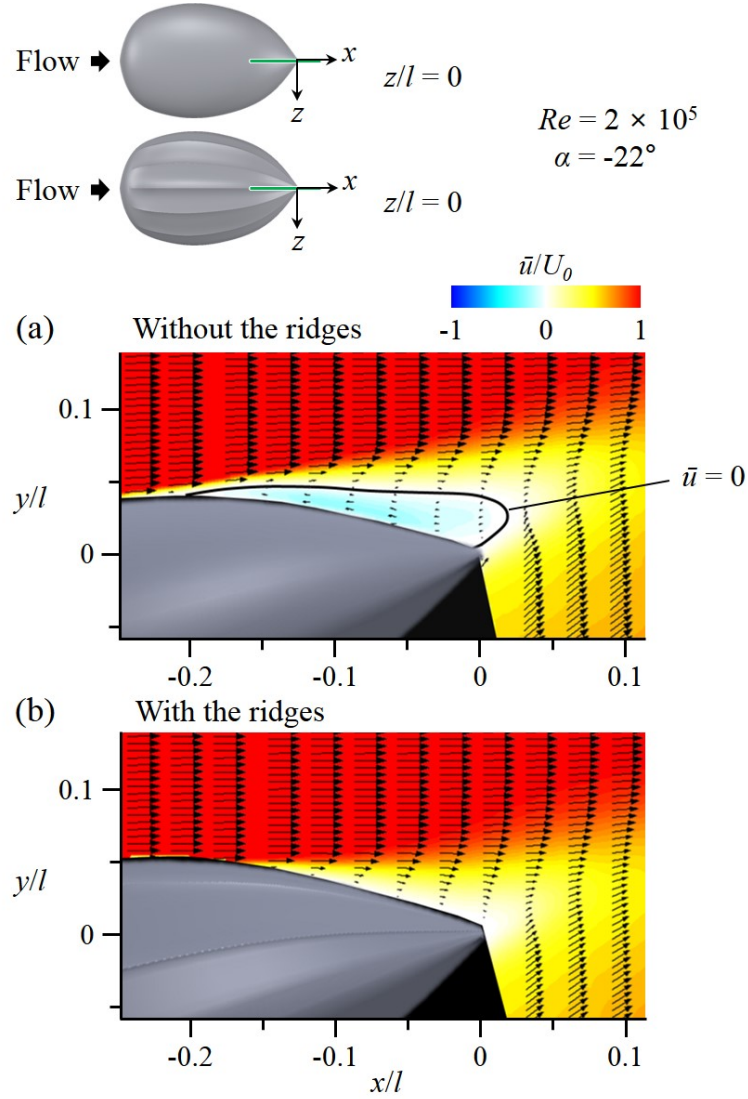 Flow x
z/l = 0
z
Re = 2 × 10⁵
α = -22°
Flow x
z/l = 0
z
ū/U₀
-1 0 1
(a) Without the ridges
0.1
y/l
0
ū = 0
-0.2 -0.1 0 0.1
(b) With the ridges
0.1
y/l
0
-0.2 -0.1 0 0.1
x/l